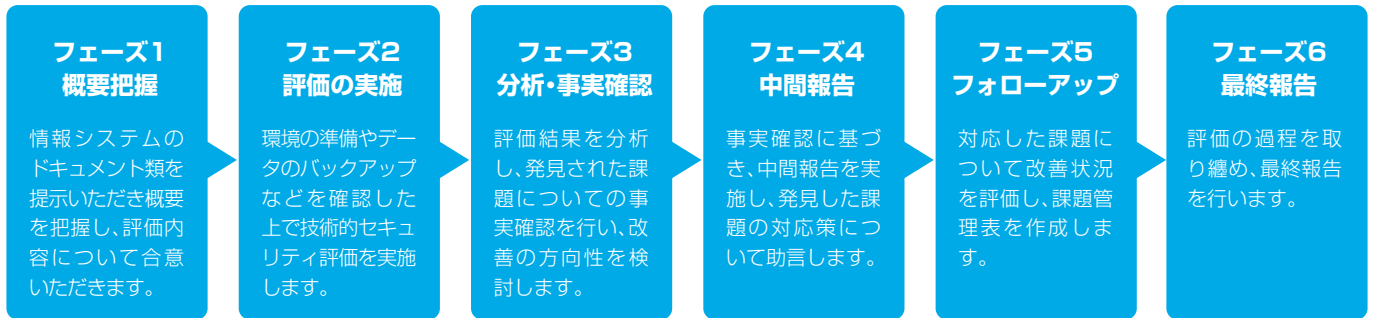 フェーズ1
概要把握
情報システムの
ドキュメント類を
提示いただき概要
を把握し、評価内
容について合意
いただきます。
フェーズ2
評価の実施
環境の準備やデー
タのバックアップ
などを確認した
上で技術的セキュ
リティ評価を実施
します。
フェーズ3
分析・事実確認
評価結果を分析
し、発見された課
題についての事
実確認を行い、改
善の方向性を検
討します。
フェーズ4
中間報告
事実確認に基づ
き、中間報告を実
施し、発見した課
題の対応策につ
いて助言します。
フェーズ5
フォローアップ
対応した課題に
ついて改善状況
を評価し、課題管
理表を作成しま
す。
フェーズ6
最終報告
評価の過程を取
り纏め、最終報告
を行います。